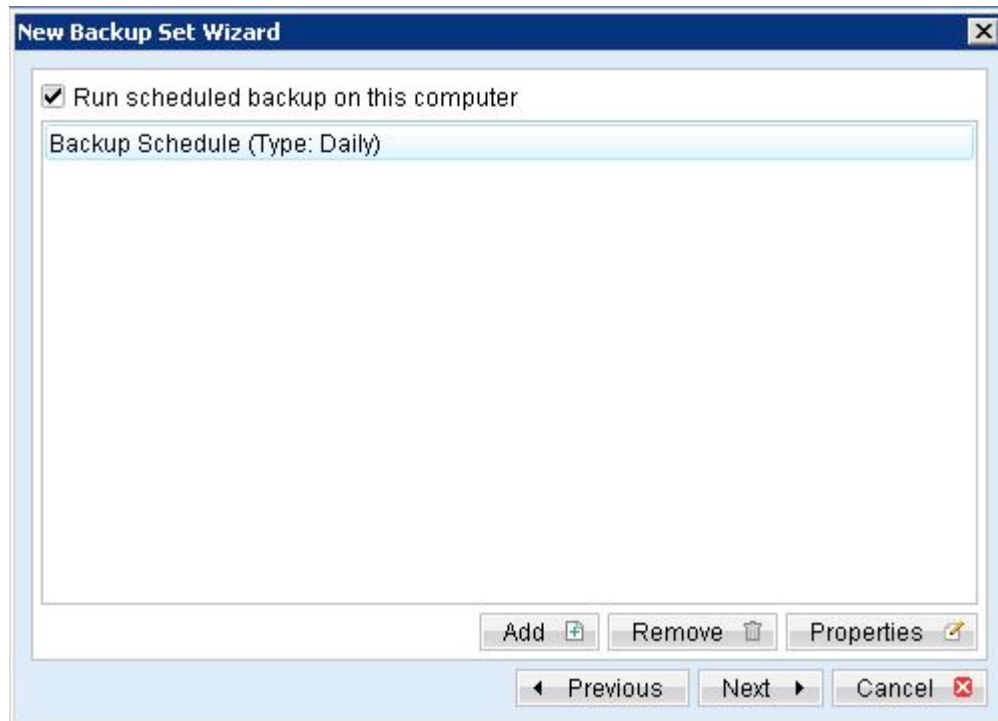 New Backup Set Wizard
Run scheduled backup on this computer
Backup Schedule (Type: Daily)
Add Remove Properties
Previous Next Cancel